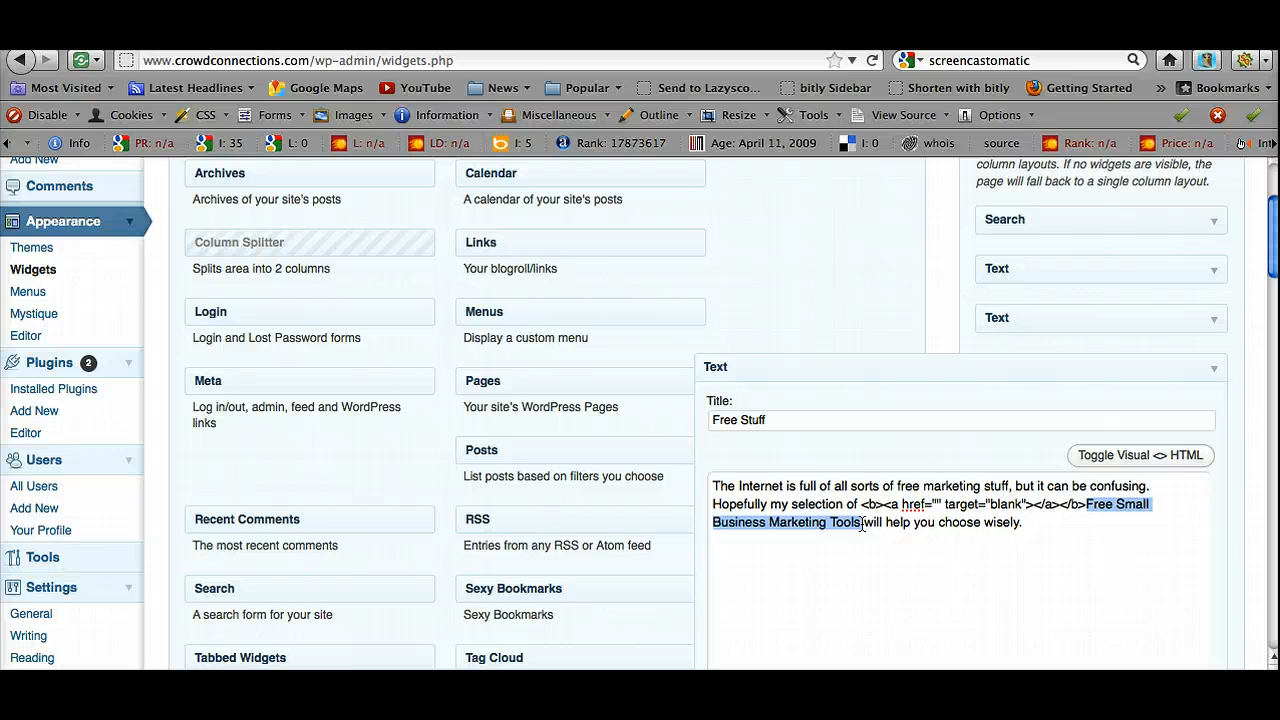 www.crowdconnections.com/wp-admin/widgets.php
screencastomatic
Most Visited Latest Headlines Google Maps YouTube News Popular Send to Lazysco... bitly Sidebar Shorten with bitly Getting Started » Bookmarks
Disable Cookies CSS Forms Images Information Miscellaneous Outline Resize Tools View Source Options
Info PR: n/a I: 35 L: 0 L: n/a LD: n/a I: 5 Rank: 17873617 Age: April 11, 2009 I: 0 whois source Rank: n/a Price: n/a Int
Add New
Comments
Appearance
Themes
Widgets
Menus
Mystique
Editor
Plugins 2
Installed Plugins
Add New
Editor
Users
All Users
Add New
Your Profile
Tools
Settings
General
Writing
Reading
Archives
Archives of your site's posts
Column Splitter
Splits area into 2 columns
Login
Login and Lost Password forms
Meta
Log in/out, admin, feed and WordPress
links
Recent Comments
The most recent comments
Search
A search form for your site
Tabbed Widgets
Calendar
A calendar of your site's posts
Links
Your blogroll/links
Menus
Display a custom menu
Pages
Your site's WordPress Pages
Posts
List posts based on filters you choose
RSS
Entries from any RSS or Atom feed
Sexy Bookmarks
Sexy Bookmarks
Tag Cloud
column layouts. If no widgets are visible, the
page will fall back to a single column layout.
Search
Text
Text
Text
Title:
Free Stuff
Toggle Visual <> HTML
The Internet is full of all sorts of free marketing stuff, but it can be confusing.
Hopefully my selection of <b><a href="" target="blank"></a></b>Free Small
Business Marketing Tools will help you choose wisely.